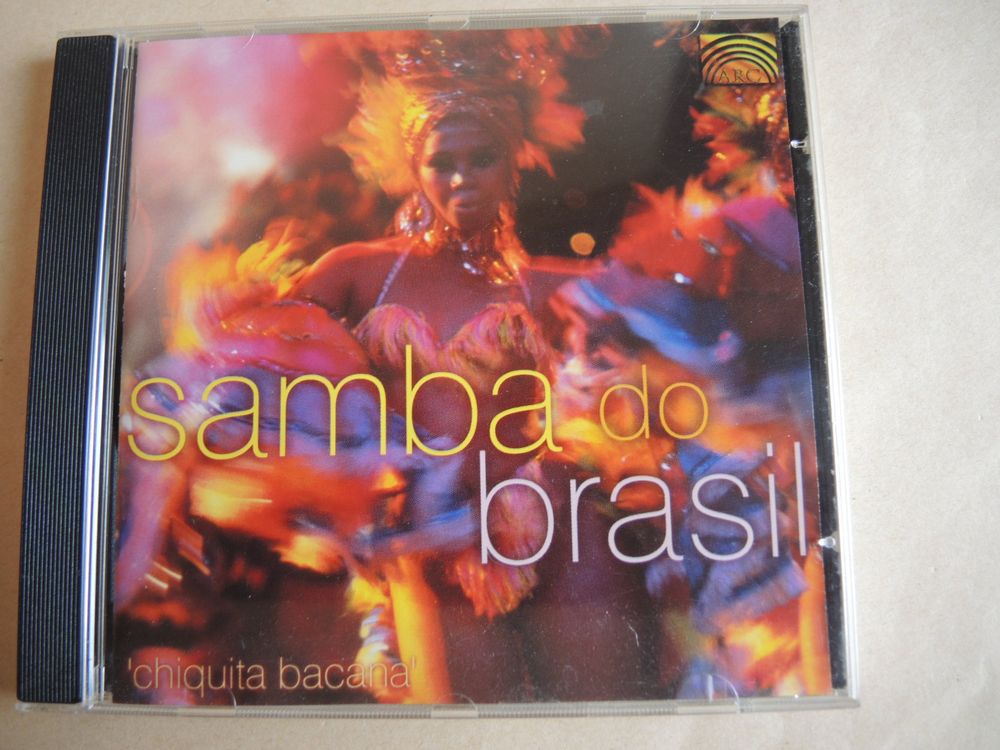 ARC
samba do
brasil
'chiquita bacana'